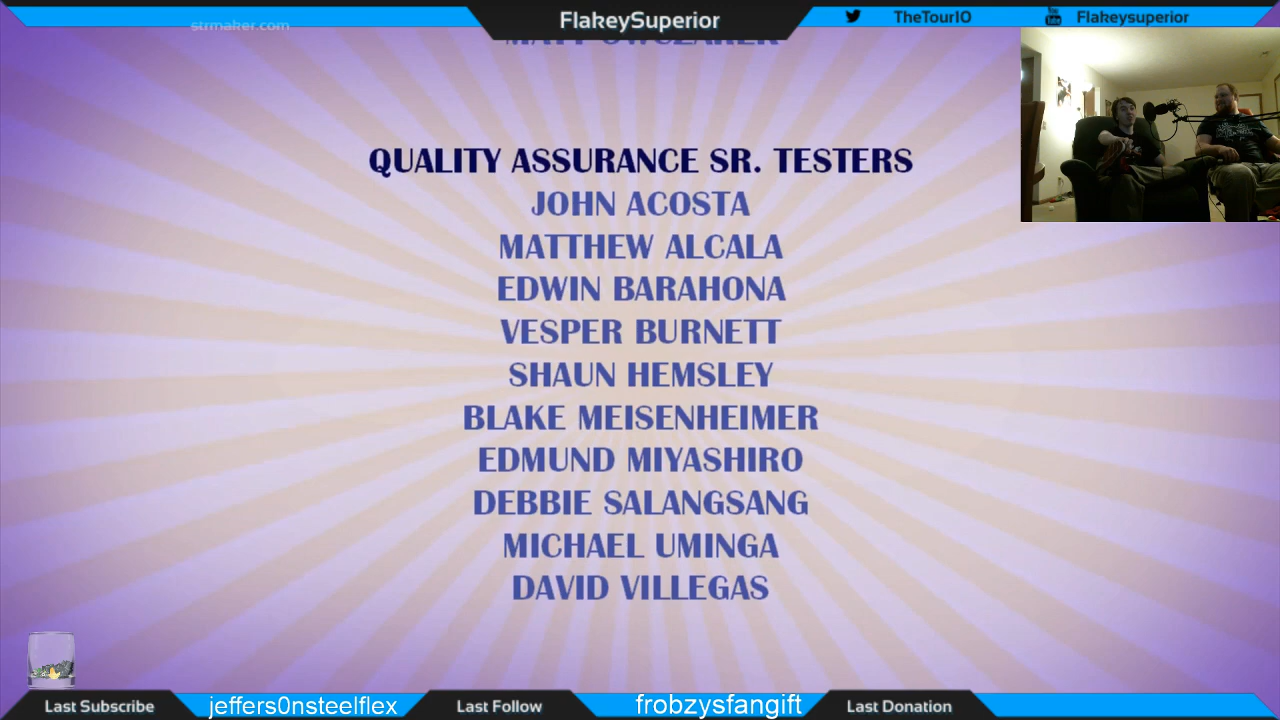 FlakeySuperior
TheTourIO
Flakeysuperior
strmaker.com
QUALITY ASSURANCE SR. TESTERS
JOHN ACOSTA
MATTHEW ALCALA
EDWIN BARAHONA
VESPER BURNETT
SHAUN HEMSLEY
BLAKE MEISENHEIMER
EDMUND MIYASHIRO
DEBBIE SALANGSANG
MICHAEL UMINGA
DAVID VILLEGAS
Last Subscribe
jeffers0nsteelflex
Last Follow
frobzysfangift
Last Donation